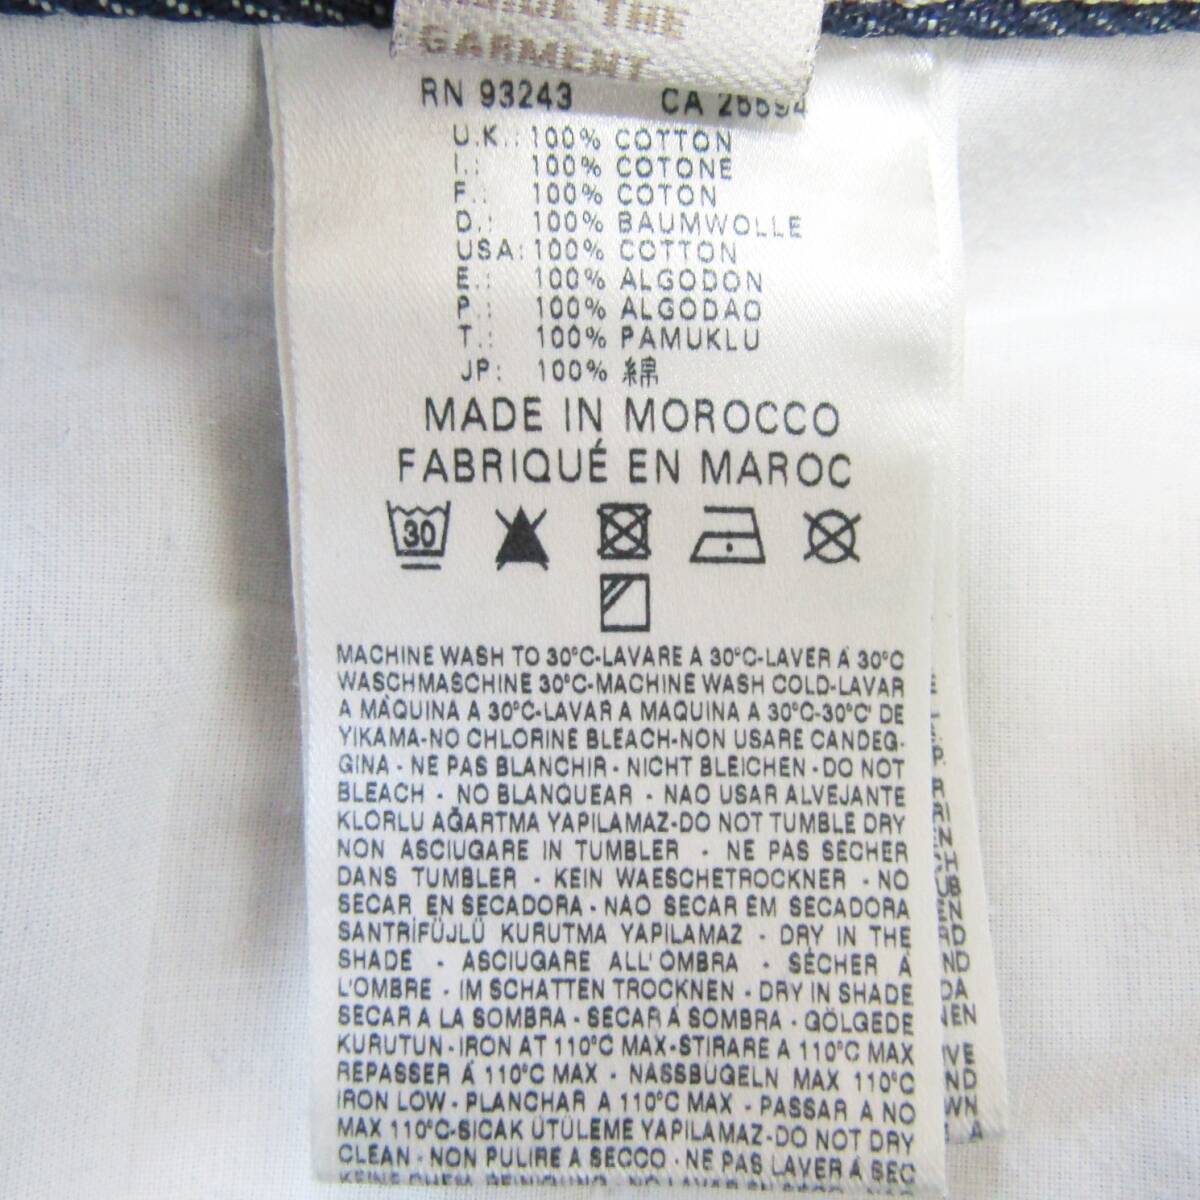 THE
GARMENT
RN 93243 CA
U.K.: 100% COTTON
I.: 100% COTONE
F.: 100% COTON
D.: 100% BAUMWOLLE
USA: 100% COTTON
E.: 100% ALGODON
P.: 100% ALGODAO
T.: 100% PAMUKLU
JP: 100% 綿
MADE IN MOROCCO
FABRIQUÉ EN MAROC
30
MACHINE WASH TO 30°C-LAVARE A 30°C-LAVER Á 30°C
WASCHMASCHINE 30°C-MACHINE WASH COLD-LAVAR
A MÀQUINA A 30°C-LAVAR A MAQUINA A 30°C-30°C' DE
YIKAMA-NO CHLORINE BLEACH-NON USARE CANDEG-
GINA - NE PAS BLANCHIR - NICHT BLEICHEN - DO NOT
BLEACH - NO BLANQUEAR - NAO USAR ALVEJANTE
KLORLU AĞARTMA YAPILAMAZ-DO NOT TUMBLE DRY
NON ASCIUGARE IN TUMBLER - NE PAS SÉCHER
DANS TUMBLER - KEIN WAESCHETROCKNER - NO
SECAR EN SECADORA - NAO SECAR EM SECADORA
SANTRİFÜJLÜ KURUTMA YAPILAMAZ - DRY IN THE
SHADE - ASCIUGARE ALL'OMBRA - SÉCHER Á
L'OMBRE - IM SCHATTEN TROCKNEN - DRY IN SHADE
SECAR A LA SOMBRA - SECAR Á SOMBRA - GÖLGEDE
KURUTUN - IRON AT 110°C MAX-STIRARE A 110°C MAX
REPASSER Á 110°C MAX - NASSBÜGELN MAX 110°C
IRON LOW - PLANCHAR A 110°C MAX - PASSAR A NO
MAX 110°C-SICAK ÜTÜLEME YAPILAMAZ-DO NOT DRY
CLEAN - NON PULIRE A SECCO - NE PAS LAVER Á SEC